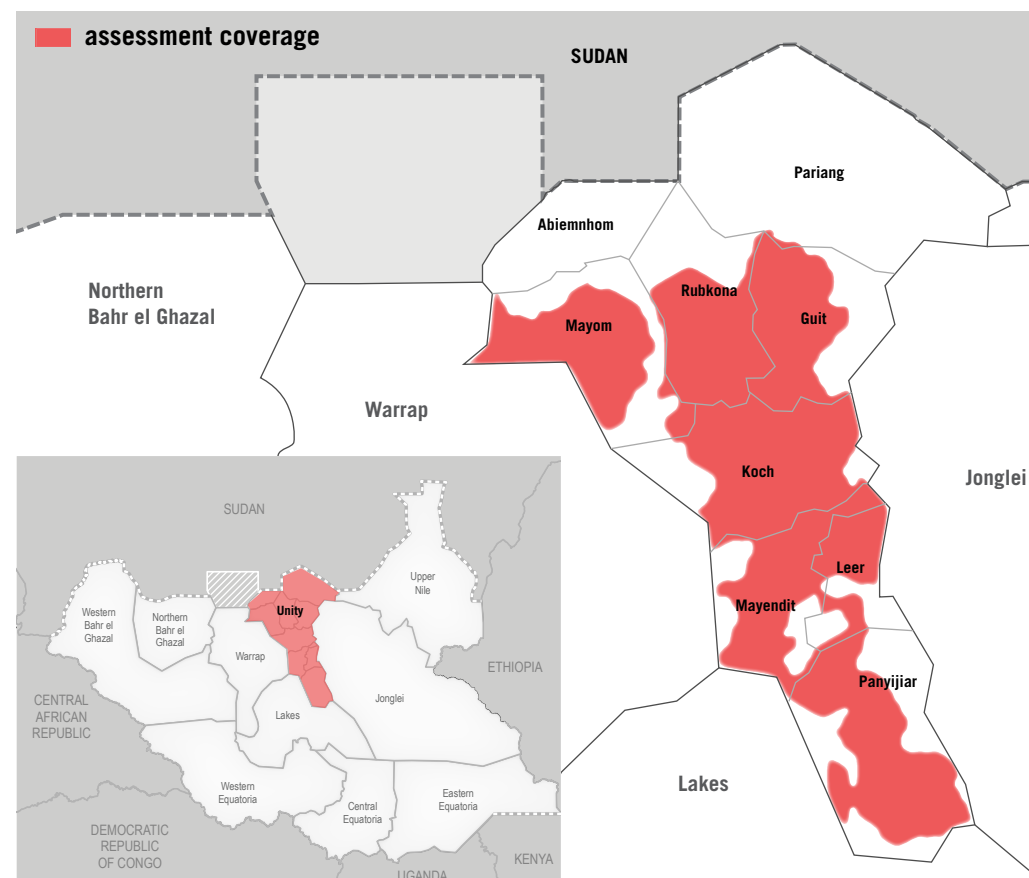 assessment coverage
SUDAN
Pariang
Abiemnhom
Northern
Bahr el Ghazal
Rubkona
Guit
Mayom
Warrap
Koch
Jonglei
Leer
Mayendit
Panyijiar
Lakes
SUDAN
Upper
Nile
Western
Bahr el
Ghazal
Northern
Bahr el
Ghazal
Unity
Warrap
ETHIOPIA
Jonglei
CENTRAL
AFRICAN
REPUBLIC
Lakes
Western
Equatoria
Central
Equatoria
Eastern
Equatoria
DEMOCRATIC
REPUBLIC
OF CONGO
KENYA
UGANDA